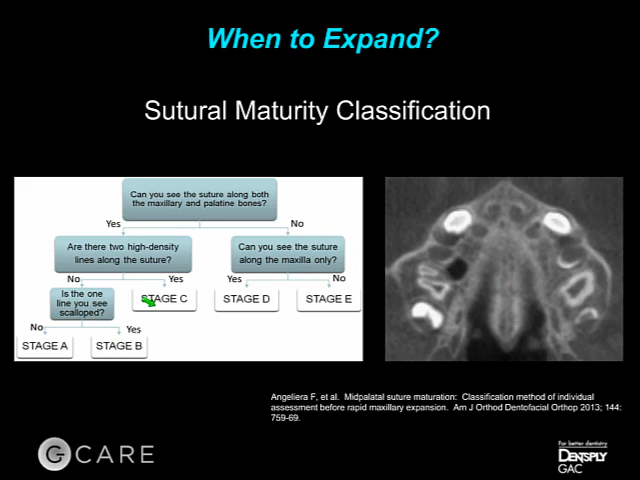 When to Expand?
Sutural Maturity Classification
Can you see the suture along both
the maxillary and palatine bones?
Yes
No
Are there two high-density
lines along the suture?
Can you see the suture
along the maxilla only?
No
Yes
Yes
No
Is the one
line you see
scalloped?
STAGE C
STAGE D
STAGE E
No
Yes
STAGE A
STAGE B
Angeliera F, et al. Midpalatal suture maturation: Classification method of individual
assessment before rapid maxillary expansion. Am J Orthod Dentofacial Orthop 2013; 144:
759-69.
GCARE
For better dentistry
DENTSPLY
GAC